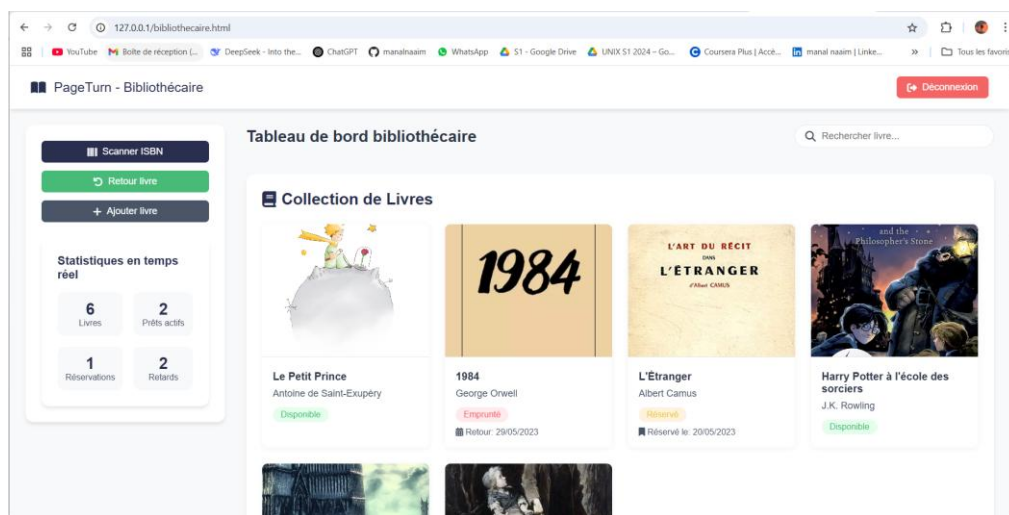 127.0.0.1/bibliothecaire.html
YouTube Boîte de réception (... DeepSeek - Into the... ChatGPT manalnaaim WhatsApp S1 - Google Drive UNIX S1 2024 – Go... Coursera Plus | Accè... manal naaim | Linke... » Tous les favoris
PageTurn - Bibliothécaire
Déconnexion
Scanner ISBN
Retour livre
+ Ajouter livre
Statistiques en temps
réel
6
Livres
2
Prêts actifs
1
Réservations
2
Retards
Tableau de bord bibliothécaire
Rechercher livre...
Collection de Livres
1984
L'ART DU RÉCIT
DANS
L'ÉTRANGER
d'Albert CAMUS
and the
Philosopher's Stone
Le Petit Prince
Antoine de Saint-Exupéry
Disponible
1984
George Orwell
Emprunté
Retour: 29/05/2023
L'Étranger
Albert Camus
Réservé
Réservé le: 20/05/2023
Harry Potter à l'école des
sorciers
J.K. Rowling
Disponible